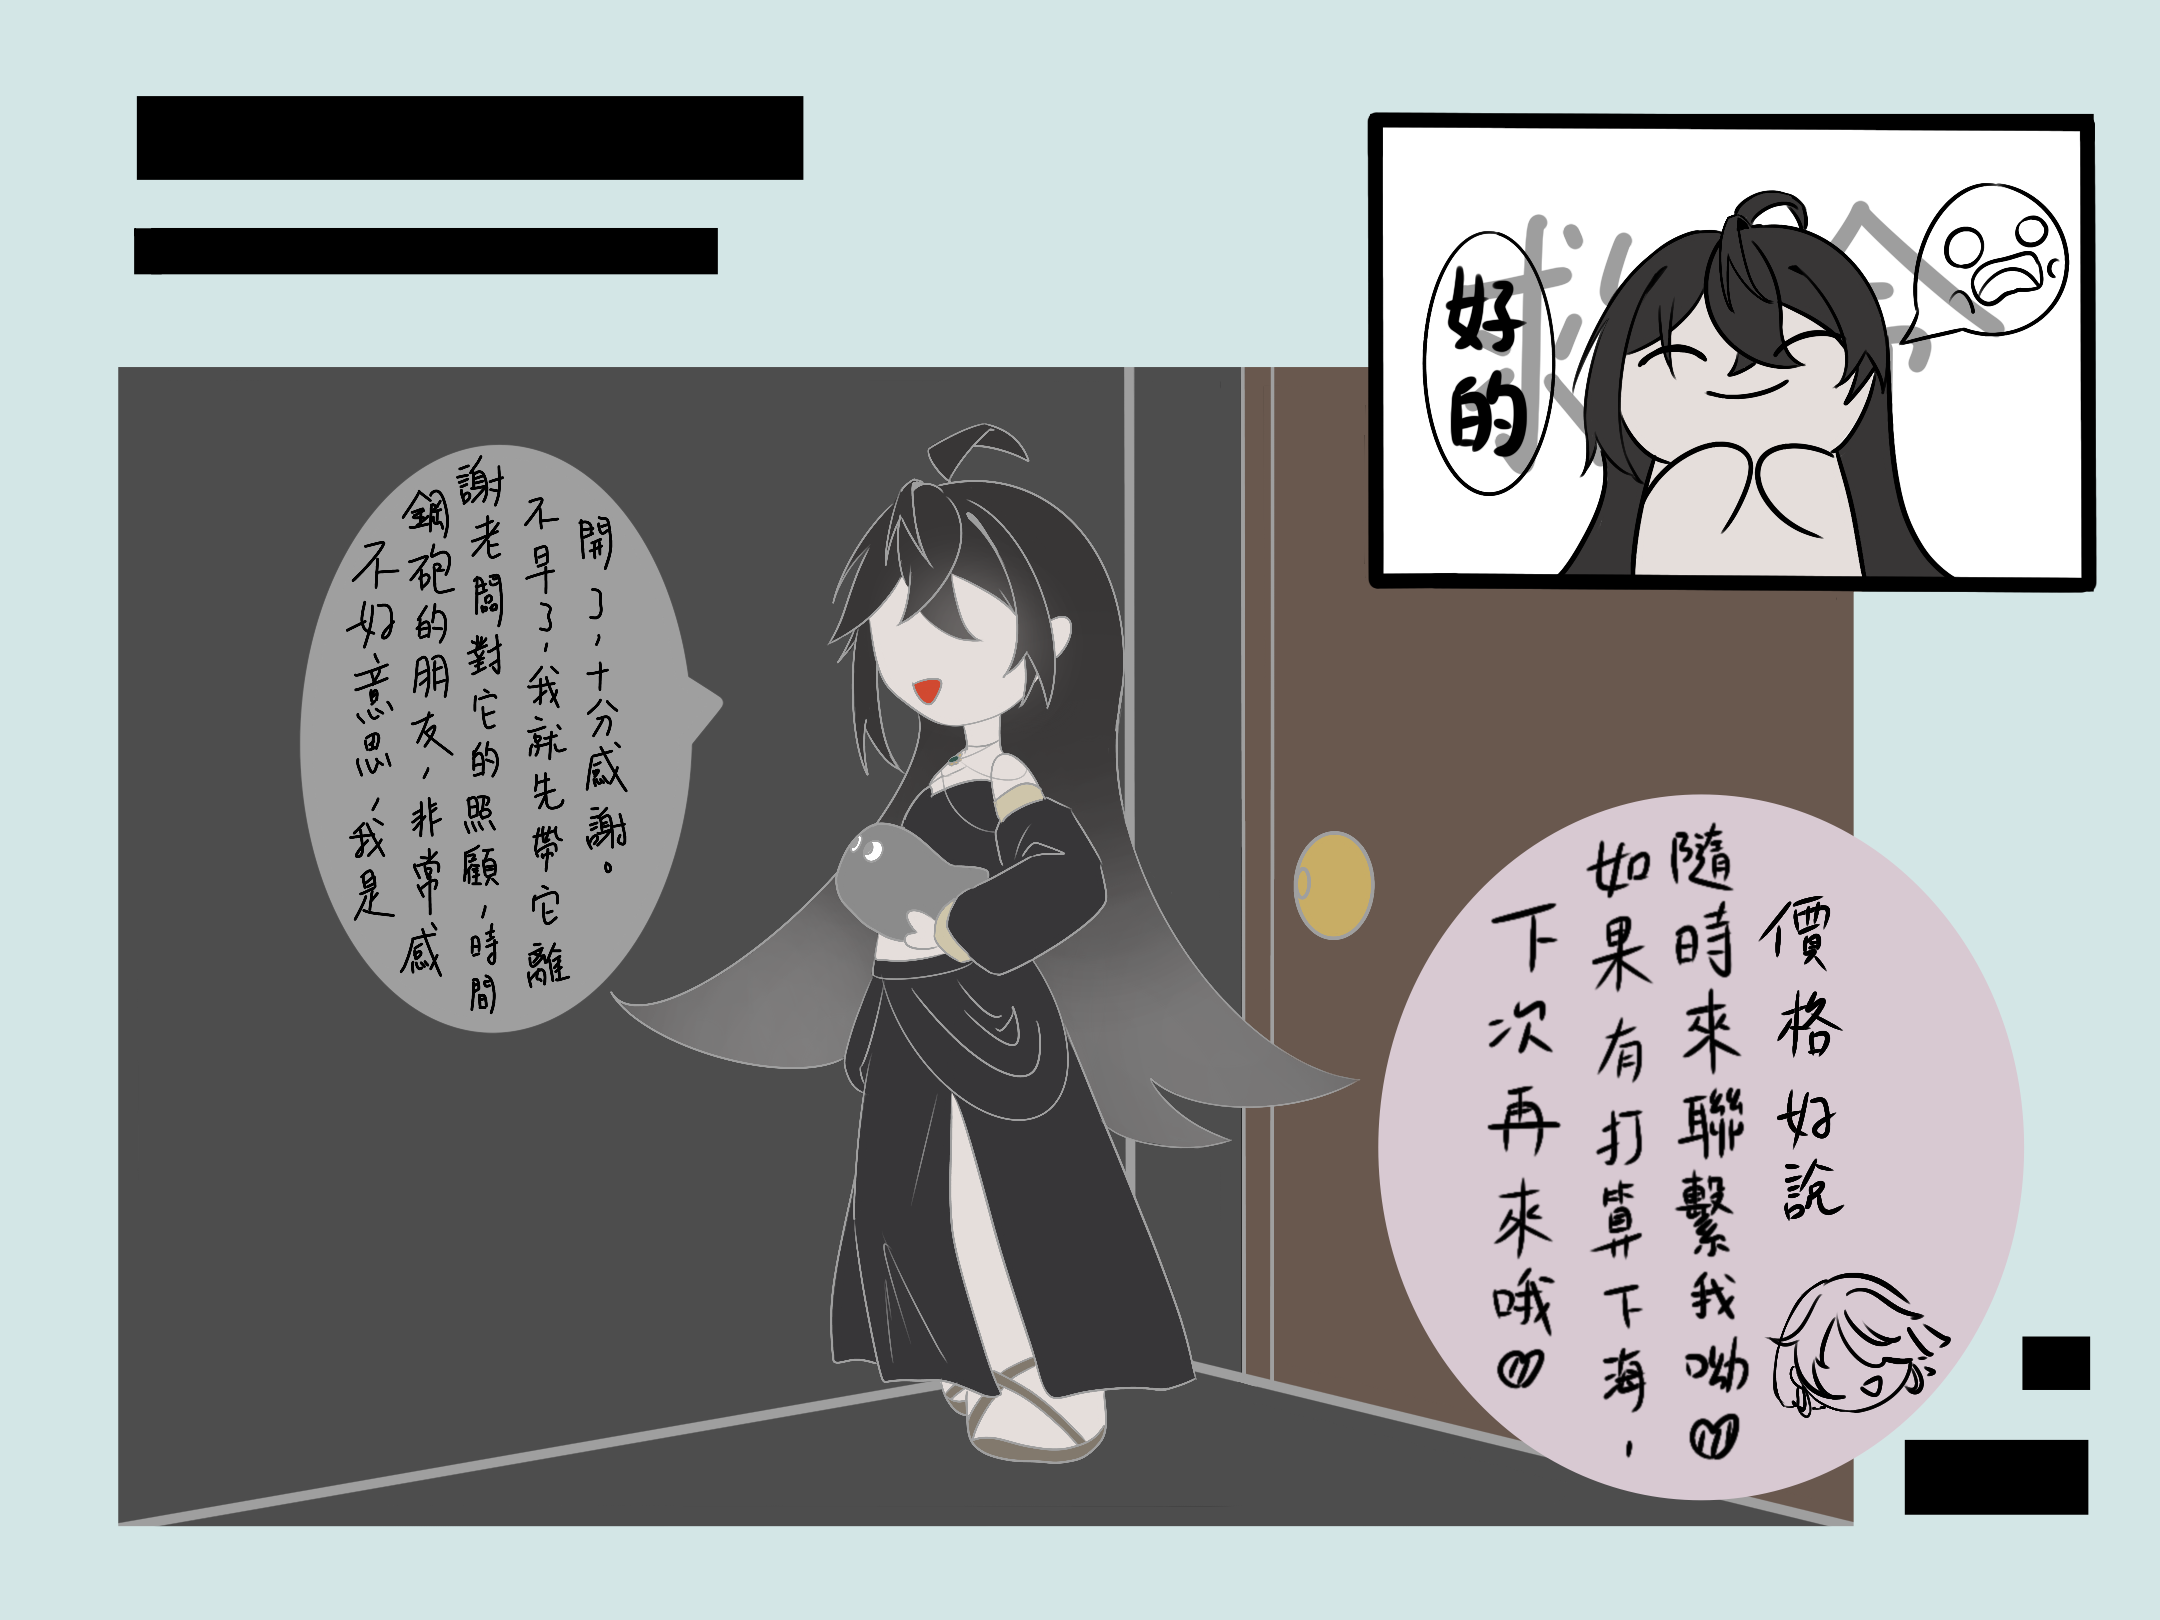 不好意思,我是
鋼砲的朋友,非常感
謝老闆對它的照顧,時間
不早了,我就先帶它離
開了,十分感謝。
好的
下次再來哦♡
如果有打算下海,
隨時來聯繫我呦♡
價格好說